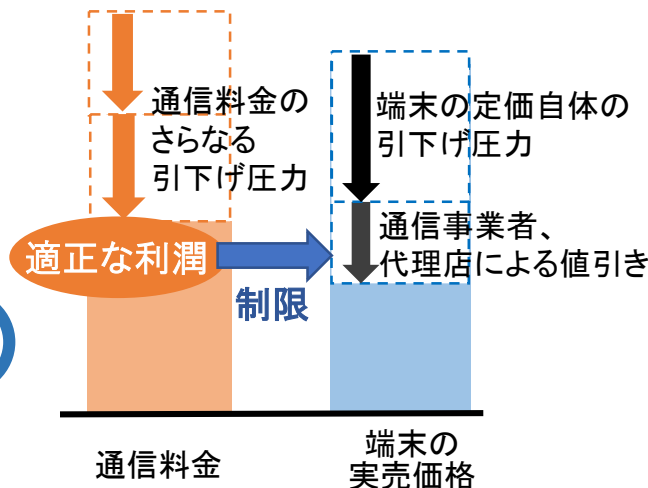 通信料金の
さらなる
引下げ圧力
端末の定価自体の
引下げ圧力
適正な利潤
制限
通信事業者、
代理店による値引き
通信料金
端末の
実売価格